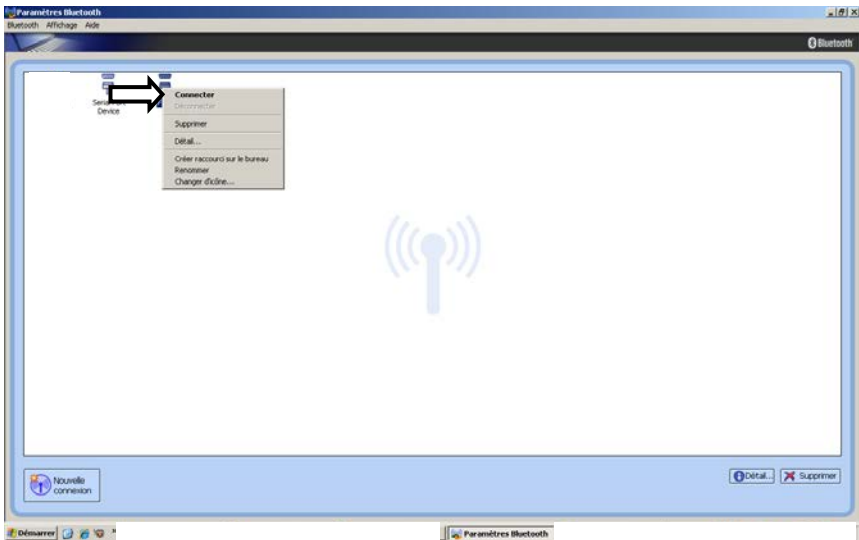 Paramètres Bluetooth
Bluetooth Affichage Aide
Bluetooth
Device
Connecter
Déconnecter
Supprimer
Détail...
Créer raccourci sur le bureau
Renommer
Changer d'icône...
Nouvelle
connexion
Détail...
Supprimer
Démarrer
Paramètres Bluetooth